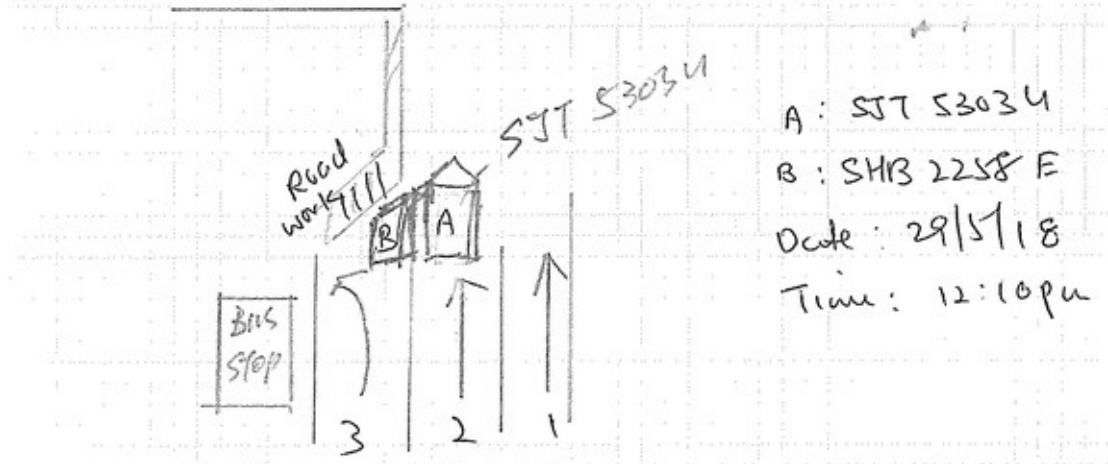 SJT 5303U
Road
work
B
A
Bus
STOP
3
2
1
A: SJT 5303U
B: SHB 2258 E
Date: 29/5/18
Time: 12:10pm